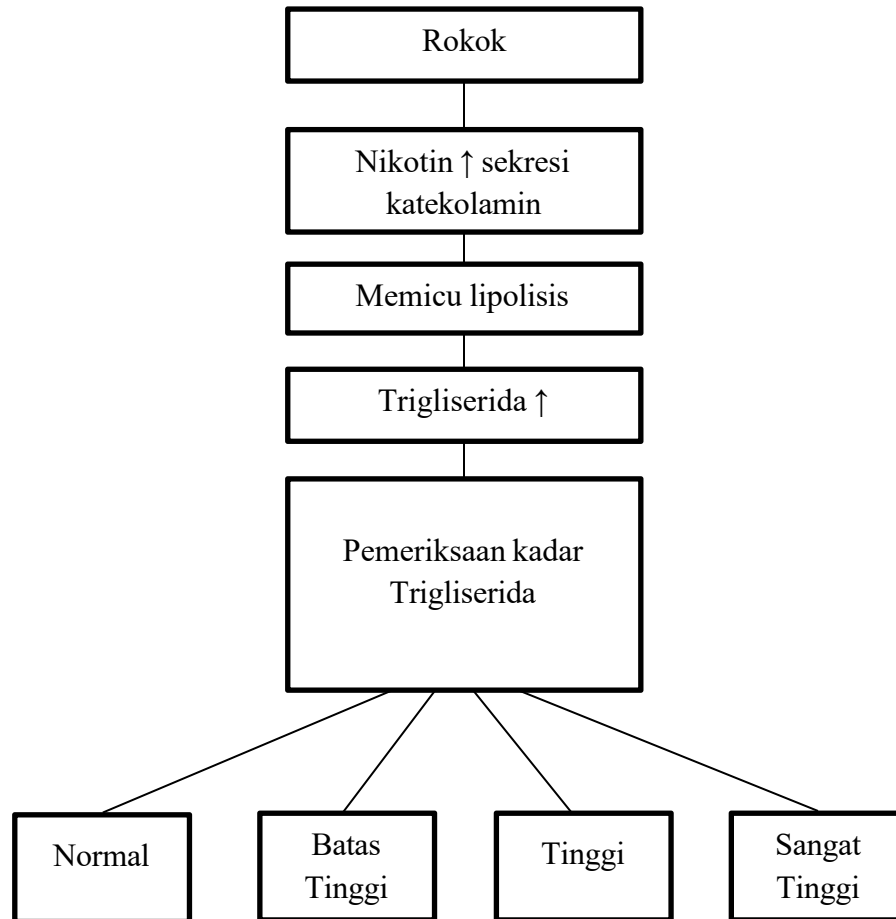 Rokok
Nikotin ↑ sekresi
katekolamin
Memicu lipolisis
Trigliserida ↑
Pemeriksaan kadar
Trigliserida
Normal
Batas
Tinggi
Tinggi
Sangat
Tinggi